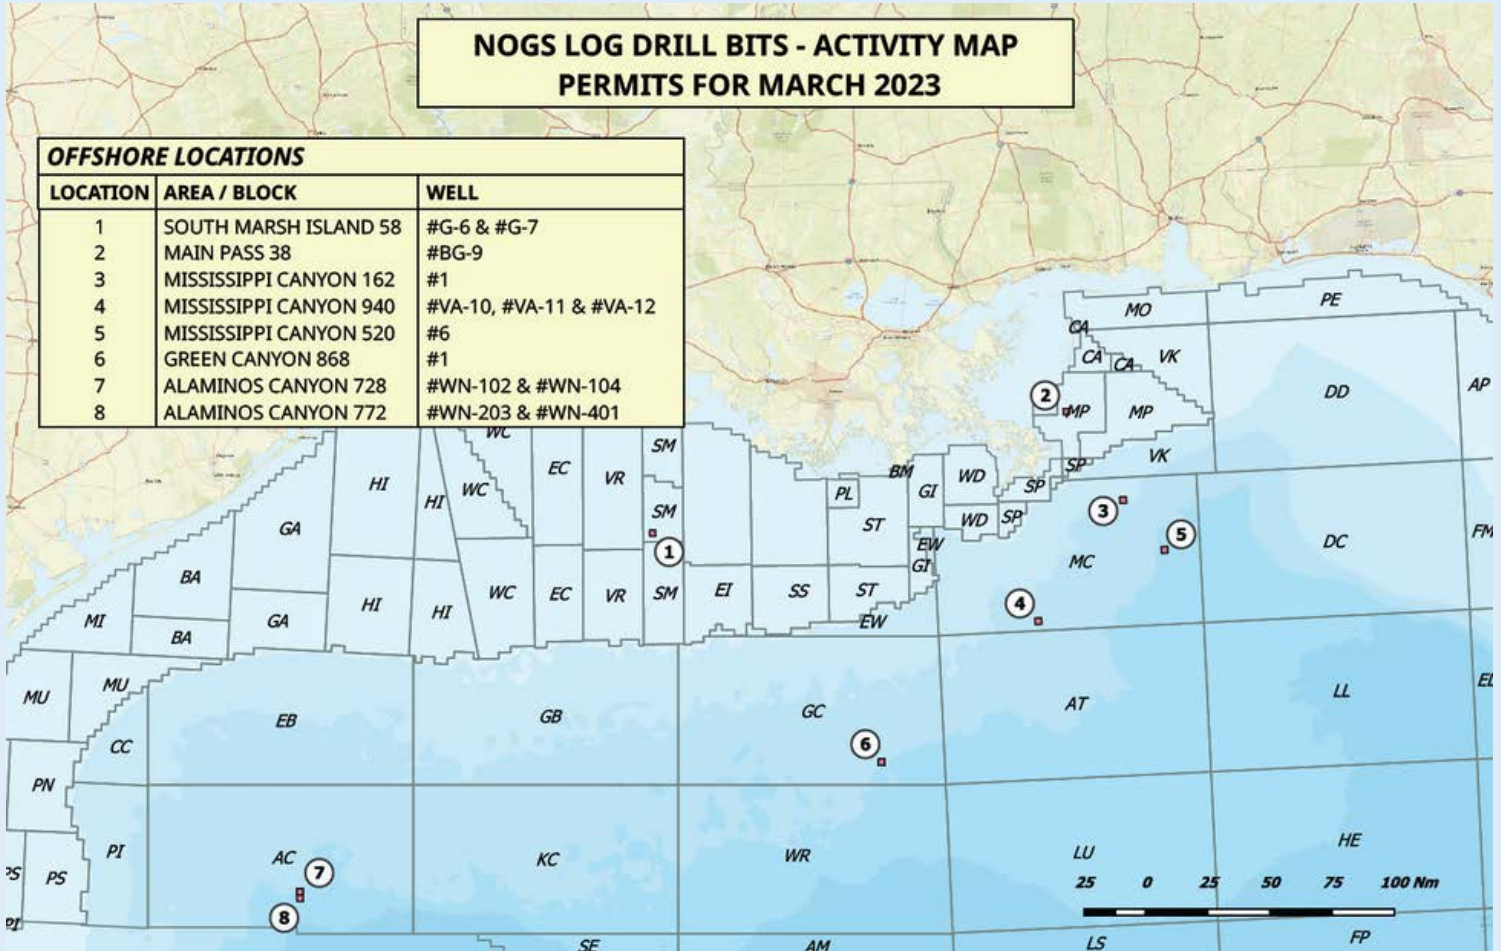 NOGS LOG DRILL BITS - ACTIVITY MAP
PERMITS FOR MARCH 2023
OFFSHORE LOCATIONS
LOCATION AREA / BLOCK WELL
1 SOUTH MARSH ISLAND 58 #G-6 & #G-7
2 MAIN PASS 38 #BG-9
3 MISSISSIPPI CANYON 162 #1
4 MISSISSIPPI CANYON 940 #VA-10, #VA-11 & #VA-12
5 MISSISSIPPI CANYON 520 #6
6 GREEN CANYON 868 #1
7 ALAMINOS CANYON 728 #WN-102 & #WN-104
8 ALAMINOS CANYON 772 #WN-203 & #WN-401
MO PE
CA
CA CA VK
DD AP
2 MP MP
WC
SM
EC VR
BM VK
SP
HI HI WC
PL GI WD SP
SM
3
GA ST WD SP
1
5
EW
MC DC FM
GI
BA
MI GA HI HI WC EC VR SM EI SS ST
4
BA EW
MU MU EB GB GC AT LL EL
CC
6
PN
PI AC KC WR LU HE
7
PS PS
8
PI
25 0 25 50 75 100 Nm
SE AM LS FP